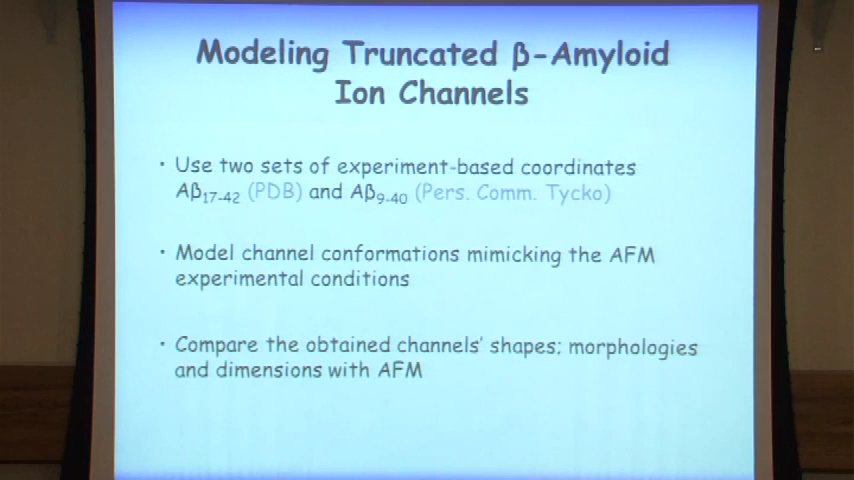 Modeling Truncated β-Amyloid
Ion Channels
• Use two sets of experiment-based coordinates
Aβ17-42 (PDB) and Aβ9-40 (Pers. Comm. Tycko)
• Model channel conformations mimicking the AFM
experimental conditions
• Compare the obtained channels' shapes; morphologies
and dimensions with AFM